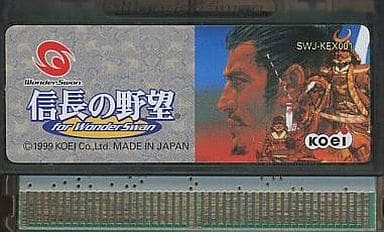 SWJ-KEX001
WonderSwan
信長の野望®
for WonderSwan
©1999 KOEI Co.,Ltd. MADE IN JAPAN
KOEI